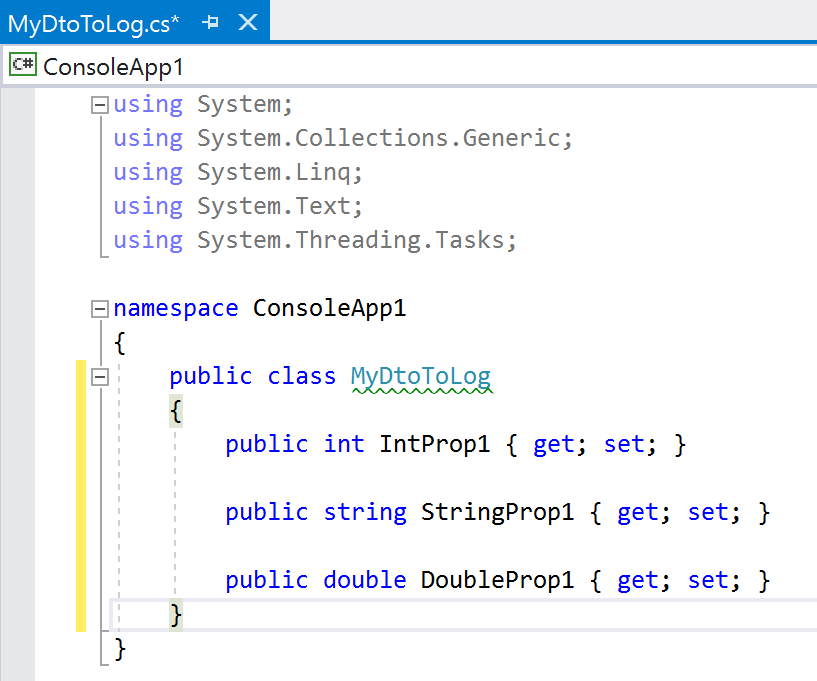 MyDtoToLog.cs*
C# ConsoleApp1
using System;
using System.Collections.Generic;
using System.Linq;
using System.Text;
using System.Threading.Tasks;
namespace ConsoleApp1
{
public class MyDtoToLog
{
public int IntProp1 { get; set; }
public string StringProp1 { get; set; }
public double DoubleProp1 { get; set; }
}
}